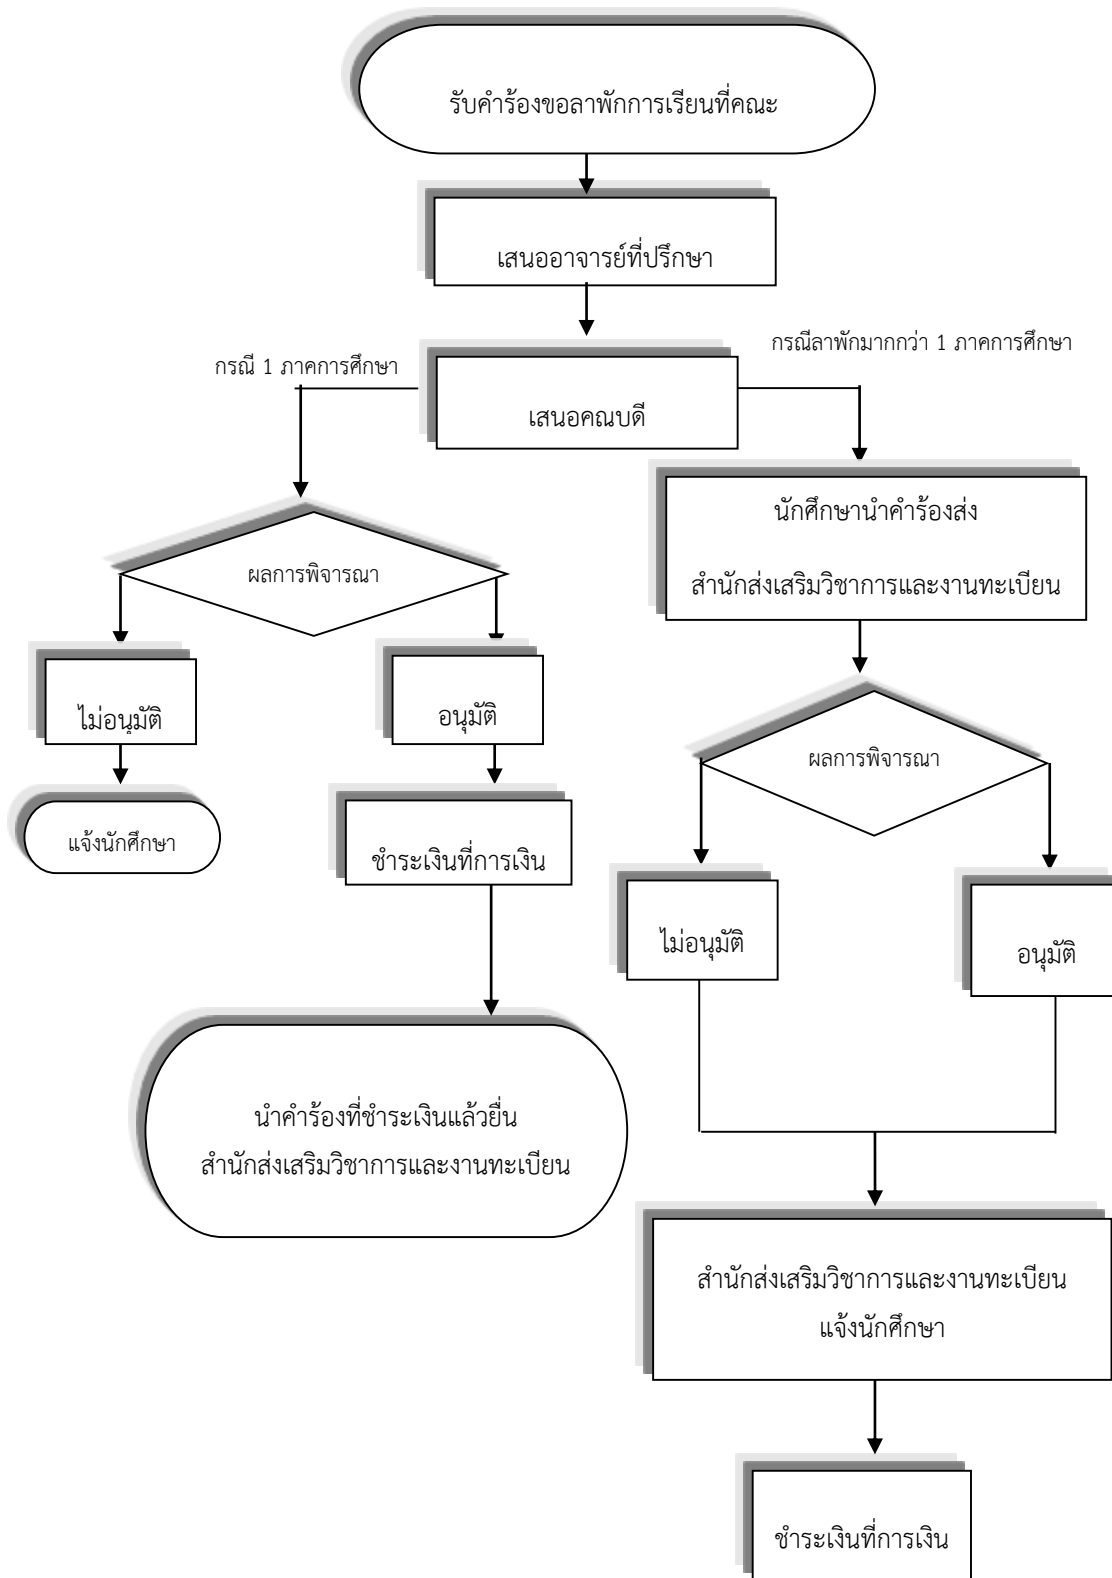 รับคำร้องขอลาพักการเรียนที่คณะ
เสนออาจารย์ที่ปรึกษา
กรณี 1 ภาคการศึกษา
กรณีลาพักมากกว่า 1 ภาคการศึกษา
เสนอคณบดี
นักศึกษานำคำร้องส่ง
สำนักส่งเสริมวิชาการและงานทะเบียน
ผลการพิจารณา
ไม่อนุมัติ
อนุมัติ
แจ้งนักศึกษา
ชำระเงินที่การเงิน
นำคำร้องที่ชำระเงินแล้วยื่น
สำนักส่งเสริมวิชาการและงานทะเบียน
ผลการพิจารณา
ไม่อนุมัติ
อนุมัติ
สำนักส่งเสริมวิชาการและงานทะเบียน
แจ้งนักศึกษา
ชำระเงินที่การเงิน